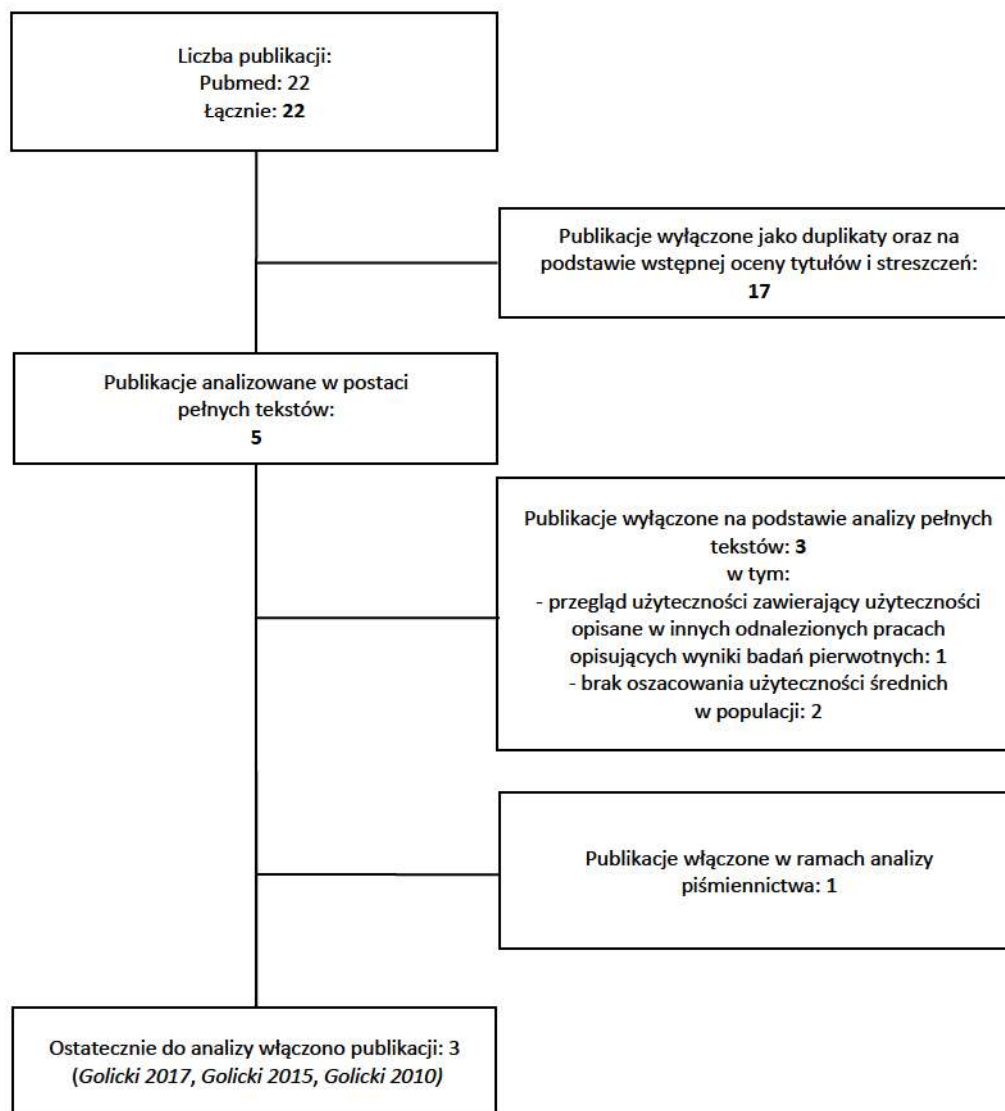 Liczba publikacji:
Pubmed: 22
Łącznie: 22
Publikacje wyłączone jako duplikaty oraz na
podstawie wstępnej oceny tytułów i streszczeń:
17
Publikacje analizowane w postaci
pełnych tekstów:
5
Publikacje wyłączone na podstawie analizy pełnych
tekstów: 3
w tym:
- przegląd użyteczności zawierający użyteczności
opisane w innych odnalezionych pracach
opisujących wyniki badań pierwotnych: 1
- brak oszacowania użyteczności średnich
w populacji: 2
Publikacje włączone w ramach analizy
piśmiennictwa: 1
Ostatecznie do analizy włączono publikacji: 3
(Golicki 2017, Golicki 2015, Golicki 2010)